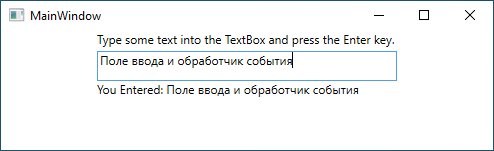 MainWindow
Type some text into the TextBox and press the Enter key.
Поле ввода и обработчик события
You Entered: Поле ввода и обработчик события